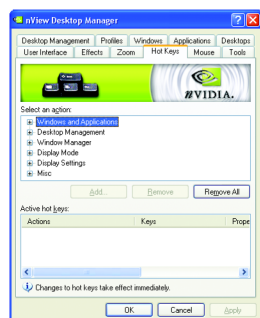 nView Desktop Manager
Desktop Management Profiles Windows Applications Desktops
User Interface Effects Zoom Hot Keys Mouse Tools
NVIDIA.
Select an action:
Windows and Applications
Desktop Management
Window Manager
Display Mode
Display Settings
Misc
Add... Remove Remove All
Active hot keys:
Actions Keys Prope
Changes to hot keys take effect immediately.
OK Cancel Apply